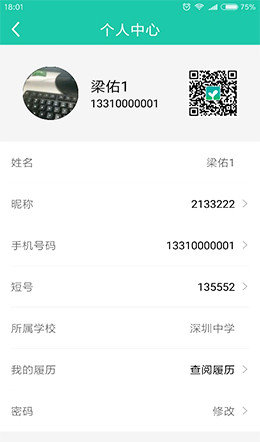 18:01
75%
个人中心
梁佑1
13310000001
姓名 梁佑1
昵称 2133222
手机号码 13310000001
短号 135552
所属学校 深圳中学
我的履历 查阅履历
密码 修改